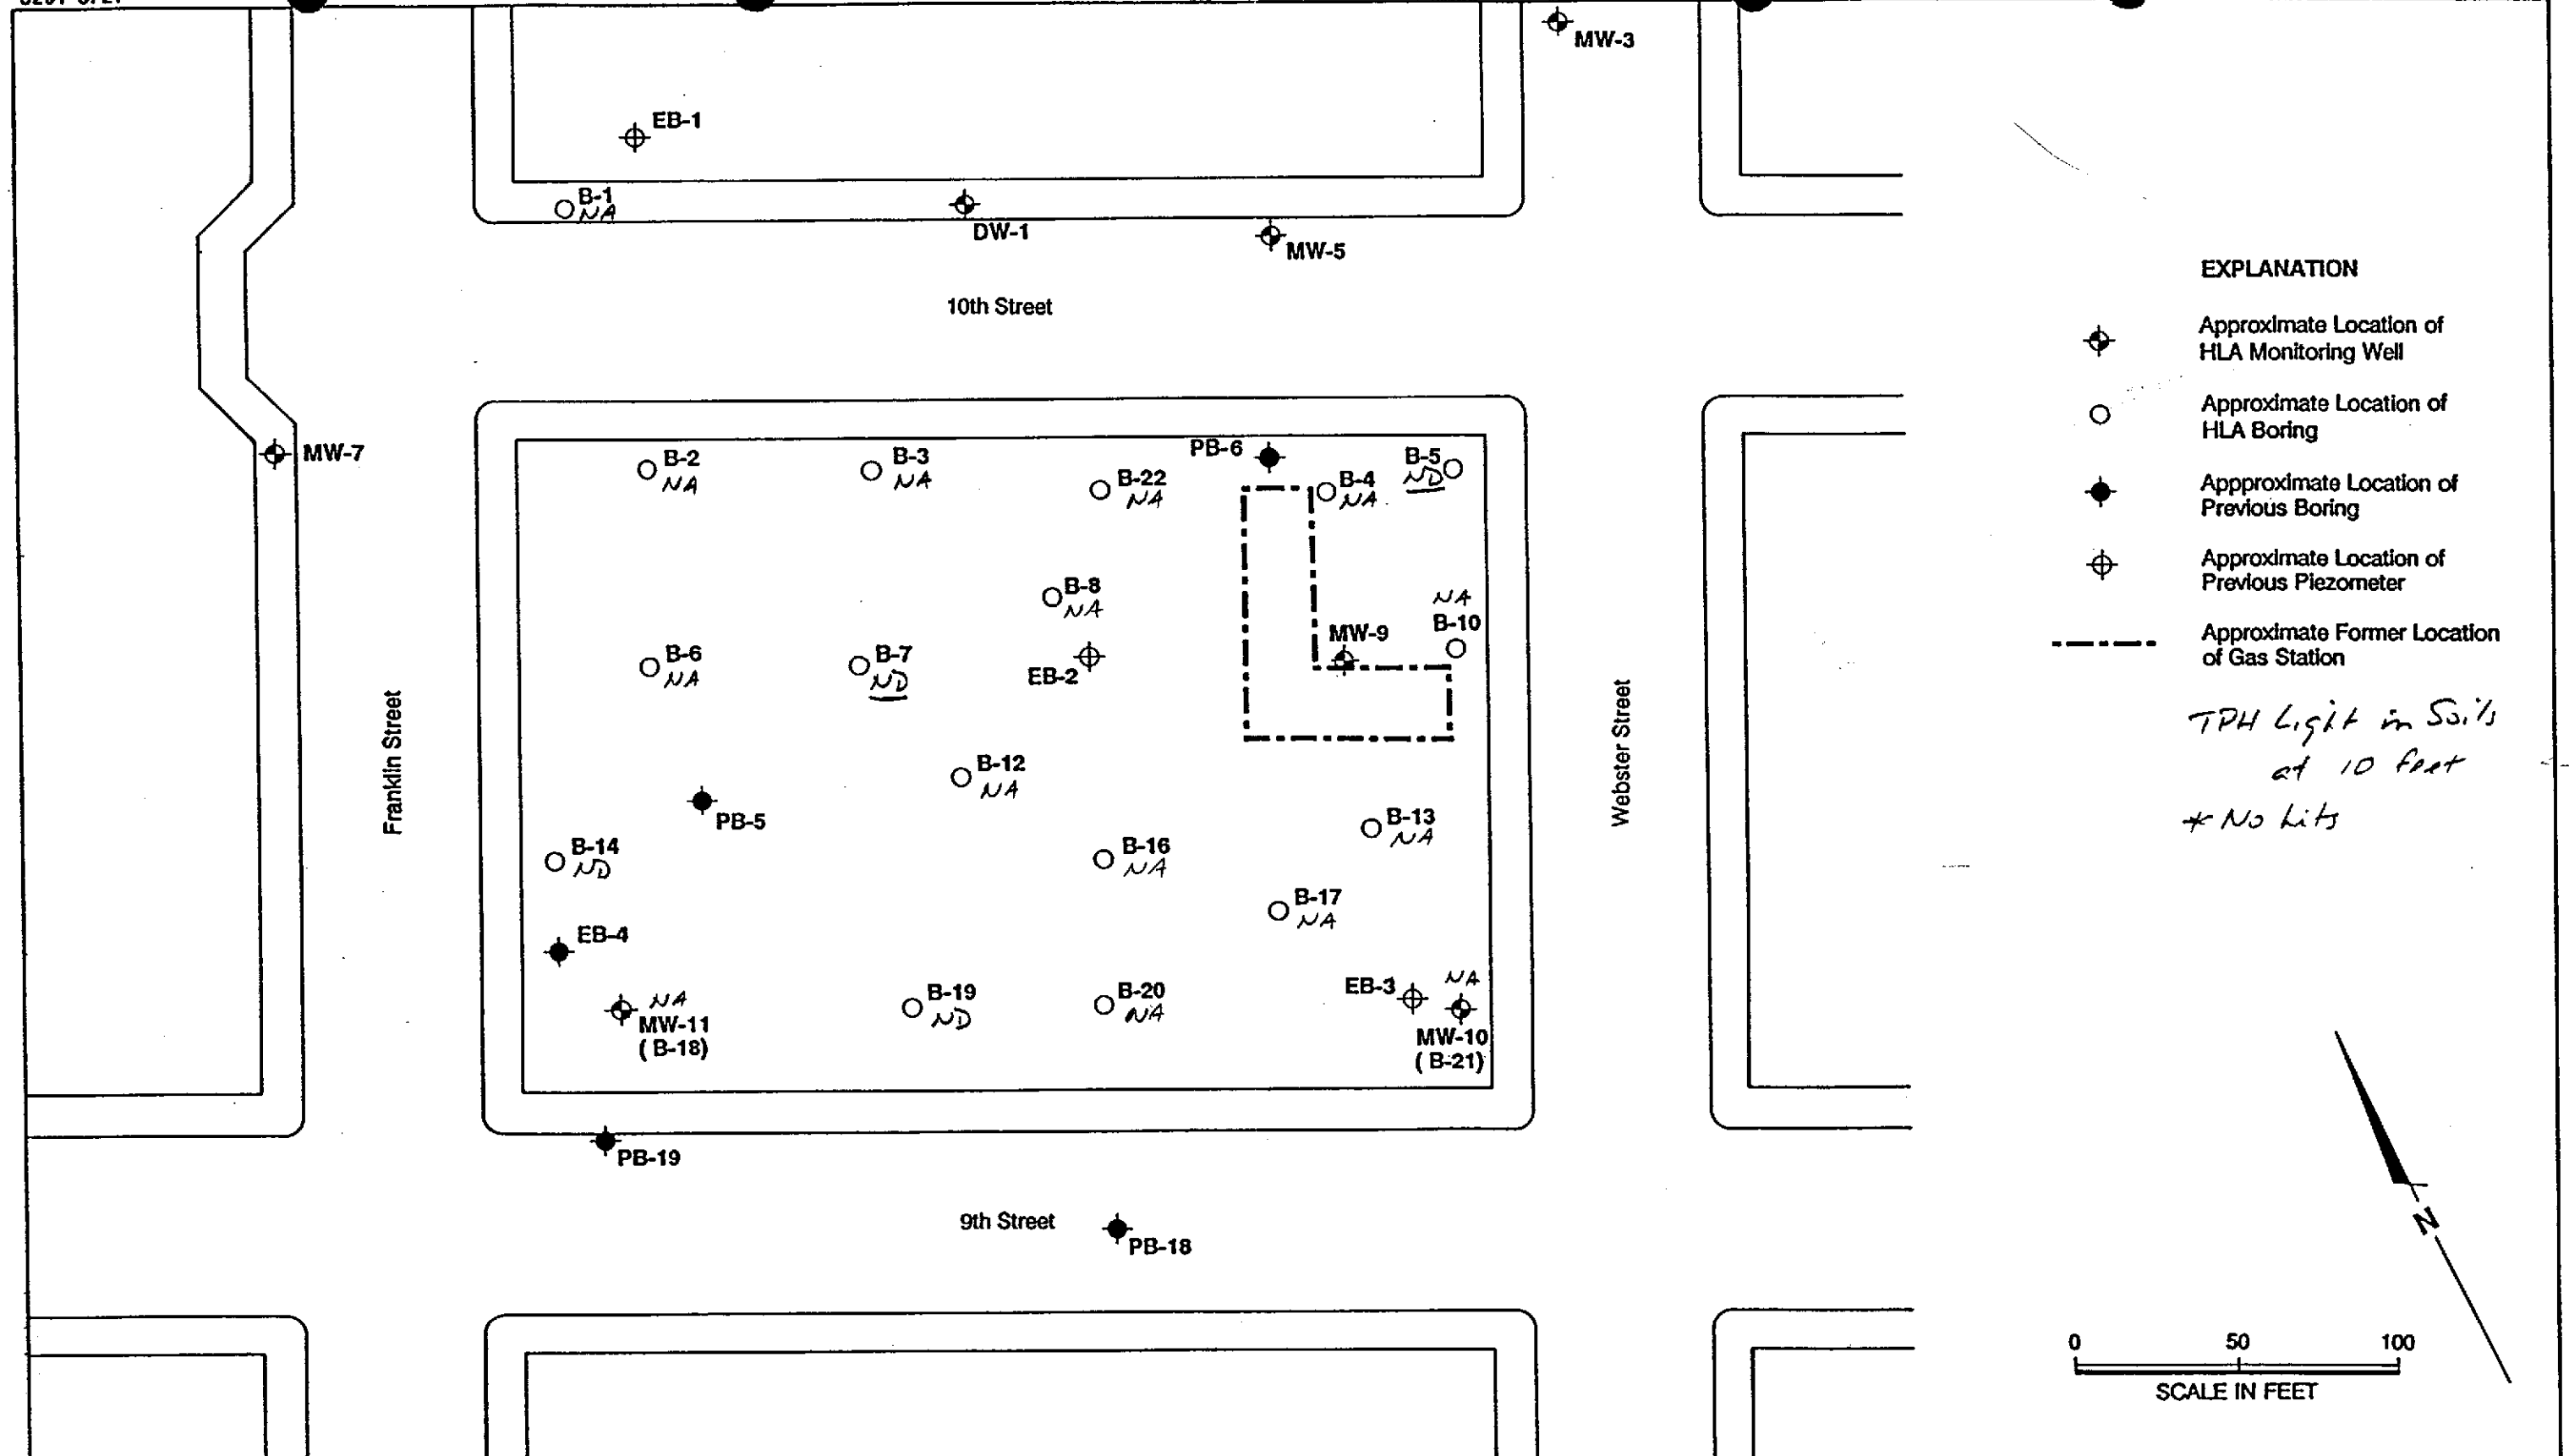 MW-3
EB-1
B-1
NA
DW-1
MW-5
10th Street
EXPLANATION
Approximate Location of
HLA Monitoring Well
Approximate Location of
HLA Boring
Appproximate Location of
Previous Boring
Approximate Location of
Previous Piezometer
Approximate Former Location
of Gas Station
TPH Light in Soils
at 10 feet
* No hits
MW-7
B-2
NA
B-3
NA
B-22
NA
PB-6
B-4
NA
B-5
ND
B-8
NA
NA
B-10
MW-9
B-6
NA
B-7
ND
EB-2
Franklin Street
Webster Street
B-12
NA
PB-5
B-13
NA
B-14
ND
B-16
NA
B-17
NA
EB-4
NA
MW-11
( B-18)
B-19
ND
B-20
NA
EB-3
NA
MW-10
( B-21)
PB-19
9th Street
PB-18
N
0 50 100
SCALE IN FEET